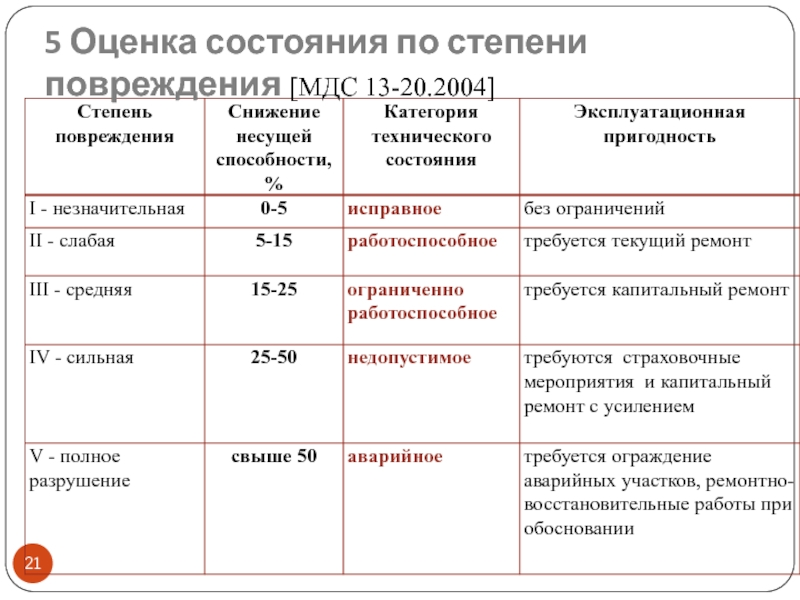 5 Оценка состояния по степени
повреждения [МДС 13-20.2004]
Степень
повреждения
Снижение
несущей
способности,
%
Категория
технического
состояния
Эксплуатационная
пригодность
I - незначительная
0-5
исправное
без ограничений
II - слабая
5-15
работоспособное
требуется текущий ремонт
III - средняя
15-25
ограниченно
работоспособное
требуется капитальный ремонт
IV - сильная
25-50
недопустимое
требуются страховочные
мероприятия и капитальный
ремонт с усилением
V - полное
разрушение
свыше 50
аварийное
требуется ограждение
аварийных участков, ремонтно-
восстановительные работы при
обосновании
21